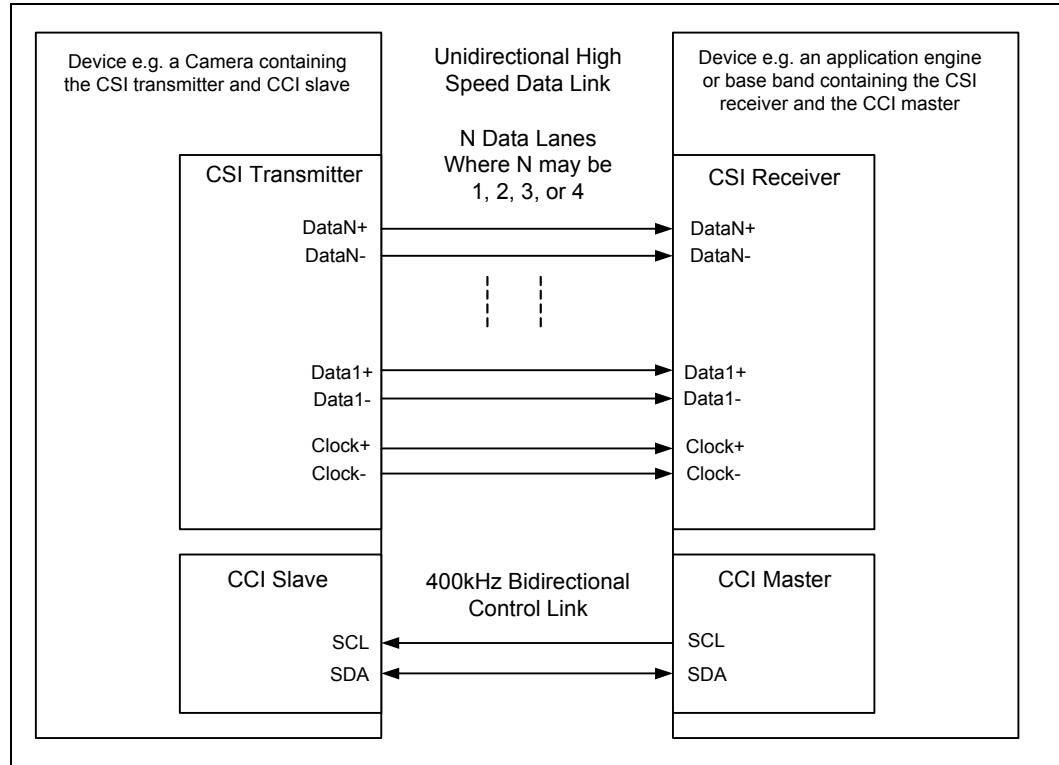 Device e.g. a Camera containing
the CSI transmitter and CCI slave
Unidirectional High
Speed Data Link
N Data Lanes
Where N may be
1, 2, 3, or 4
Device e.g. an application engine
or base band containing the CSI
receiver and the CCI master
CSI Transmitter
DataN+
DataN-
Data1+
Data1-
Clock+
Clock-
CSI Receiver
DataN+
DataN-
Data1+
Data1-
Clock+
Clock-
CCI Slave
SCL
SDA
400kHz Bidirectional
Control Link
CCI Master
SCL
SDA